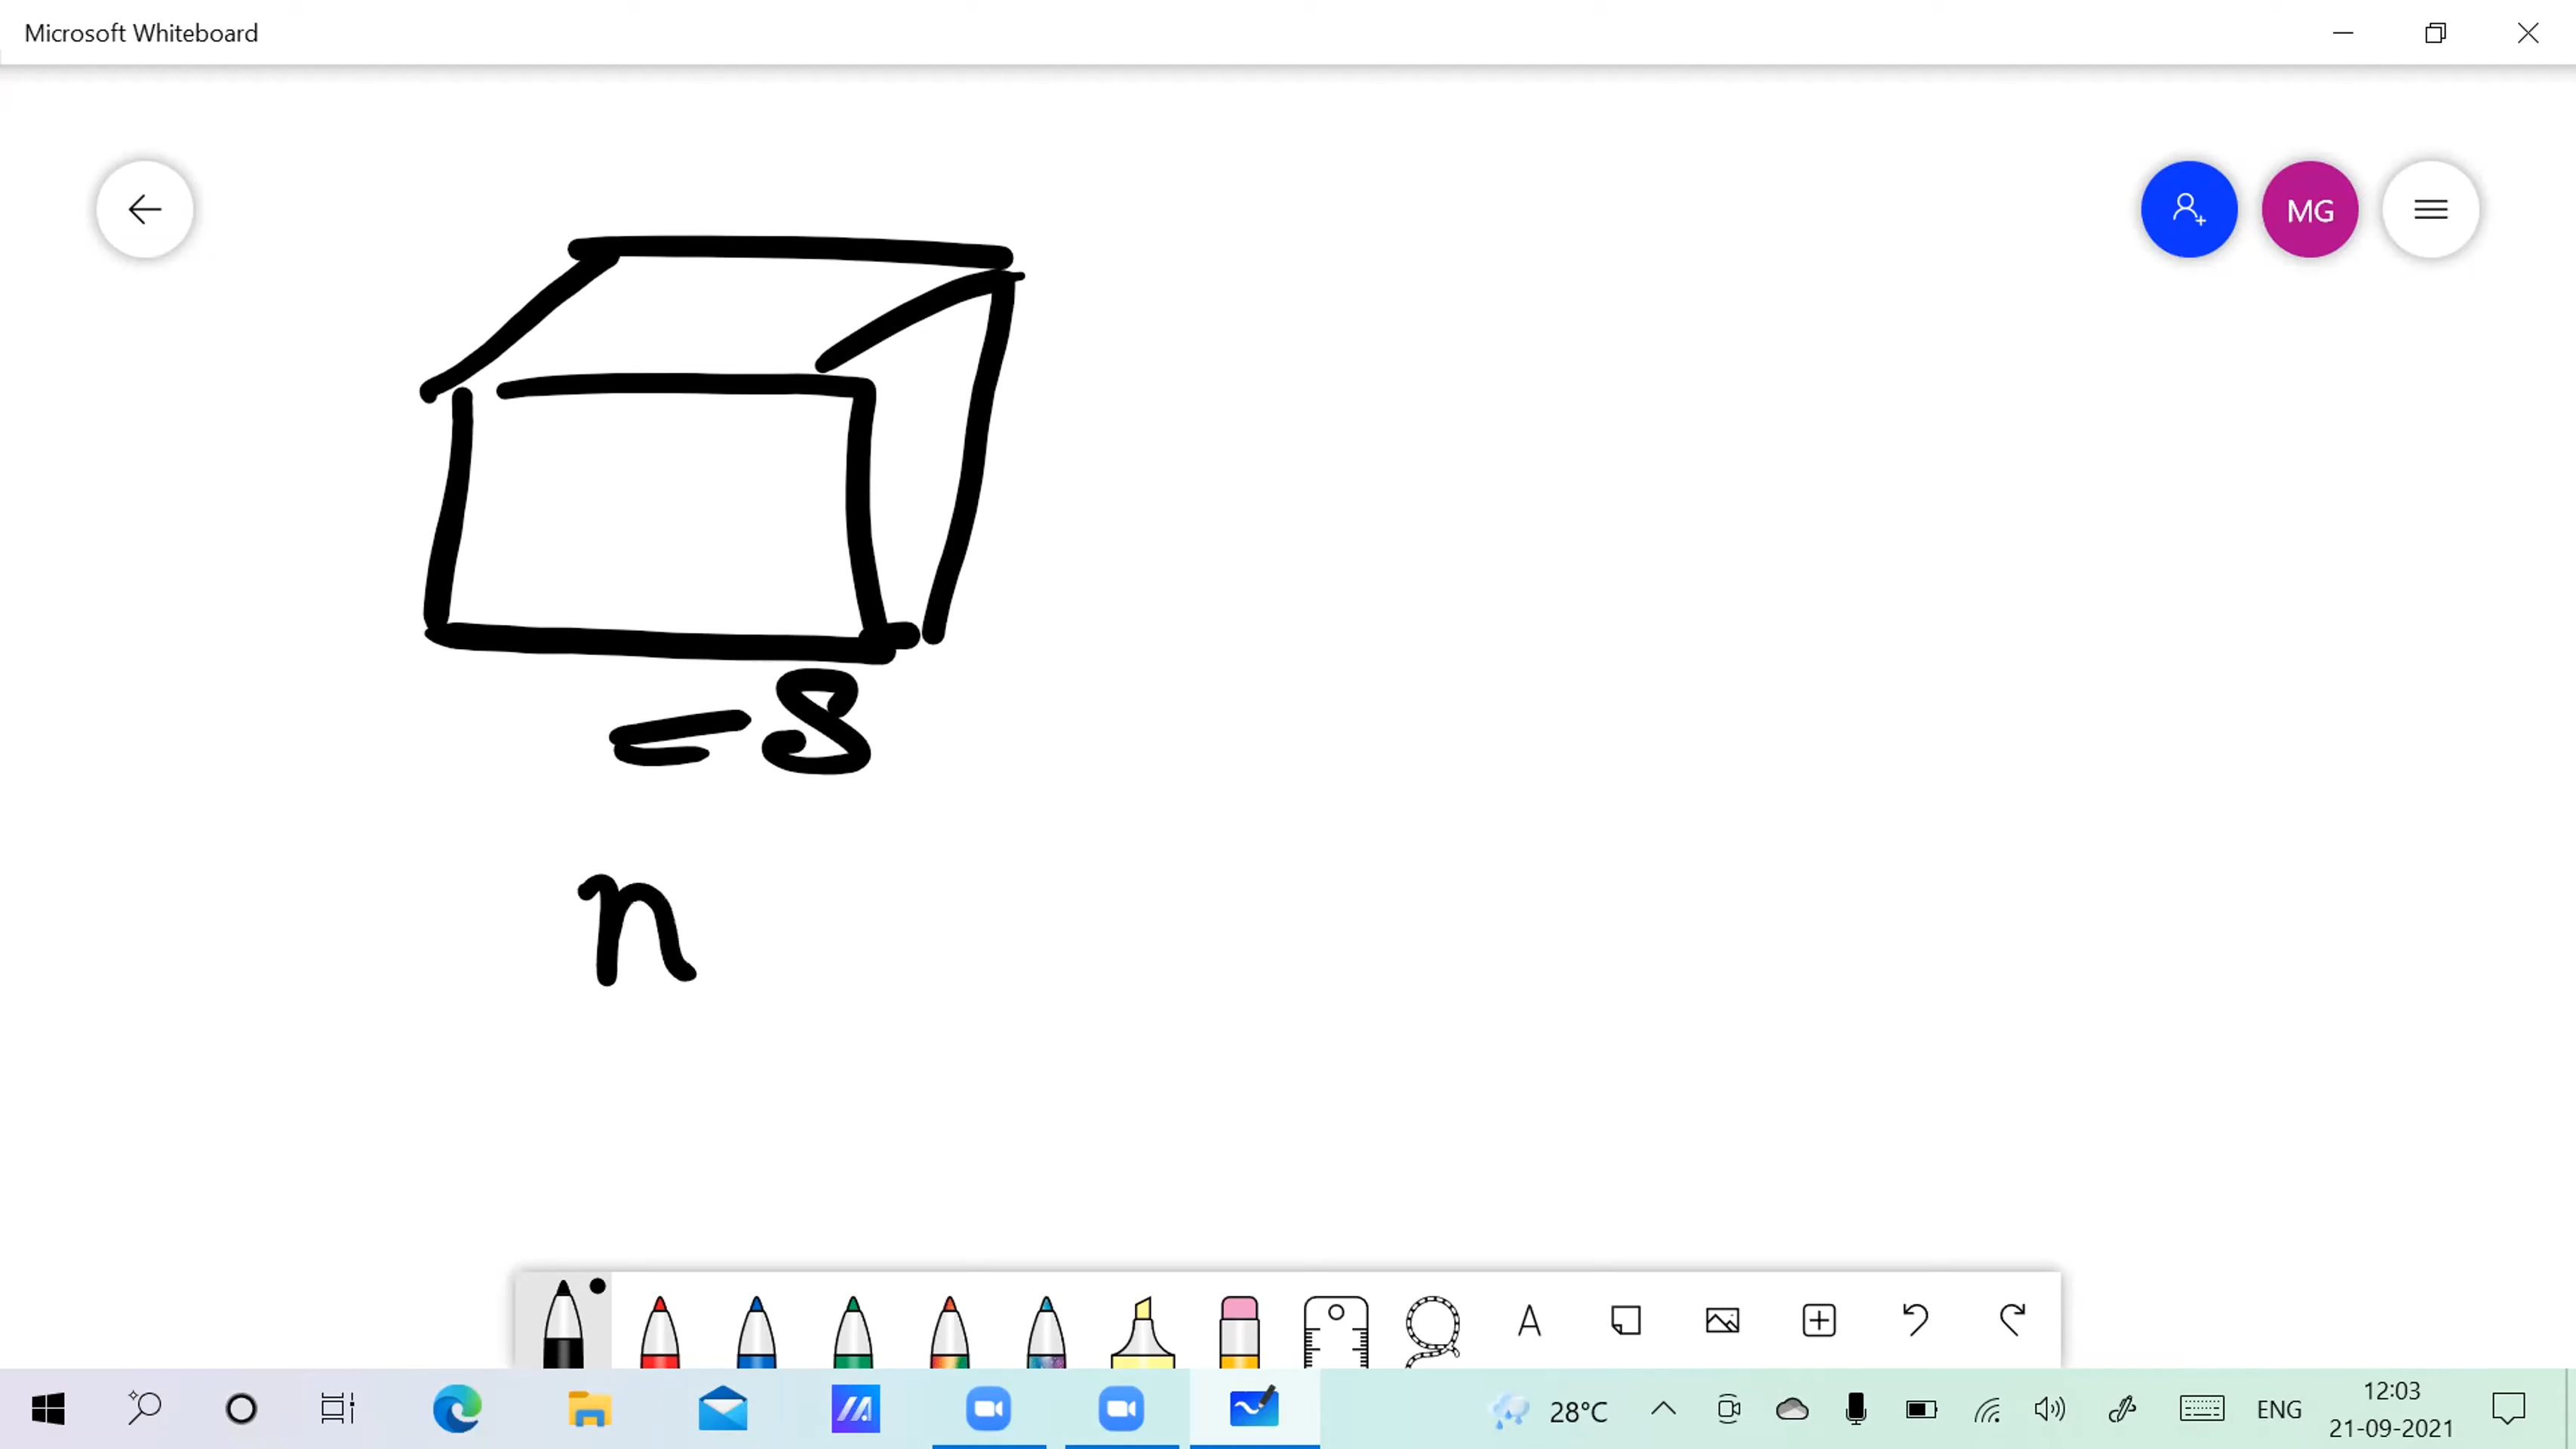 Microsoft Whiteboard
MG
= 8
n
A
28°C
ENG
12:03
21-09-2021